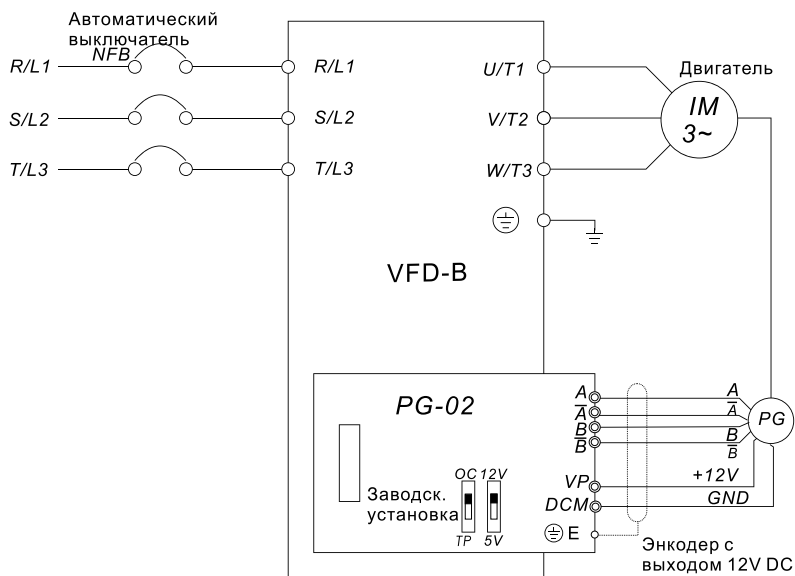 Автоматический
выключатель
NFB
R/L1 R/L1 U/T1
Двигатель
S/L2 S/L2 V/T2
IM
3~
T/L3 T/L3 W/T3
VFD-B
PG-02
A A
A̅ A̅
B B
B̅ B̅
PG
VP +12V
DCM GND
E
OC 12V
Заводск.
установка
TP 5V
Энкодер с
выходом 12V DC